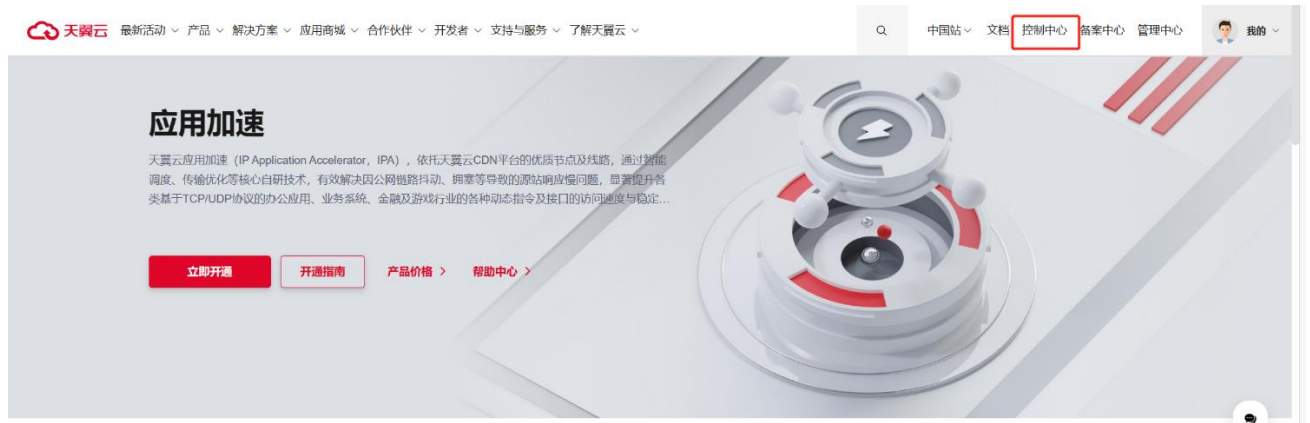 天翼云 最新活动 产品 解决方案 应用商城 合作伙伴 开发者 支持与服务 了解天翼云 中国站 文档 控制中心 备案中心 管理中心 我的
应用加速
天翼云应用加速（IP Application Accelerator，IPA），依托天翼云CDN平台的优质节点及线路，通过智能
调度、传输优化等核心自研技术，有效解决因公网链路抖动、拥塞等导致的源站响应慢问题，显著提升各
类基于TCP/UDP协议的办公应用、业务系统、金融及游戏行业的各种动态指令及接口的访问速度与稳定...
立即开通 开通指南 产品价格 > 帮助中心 >